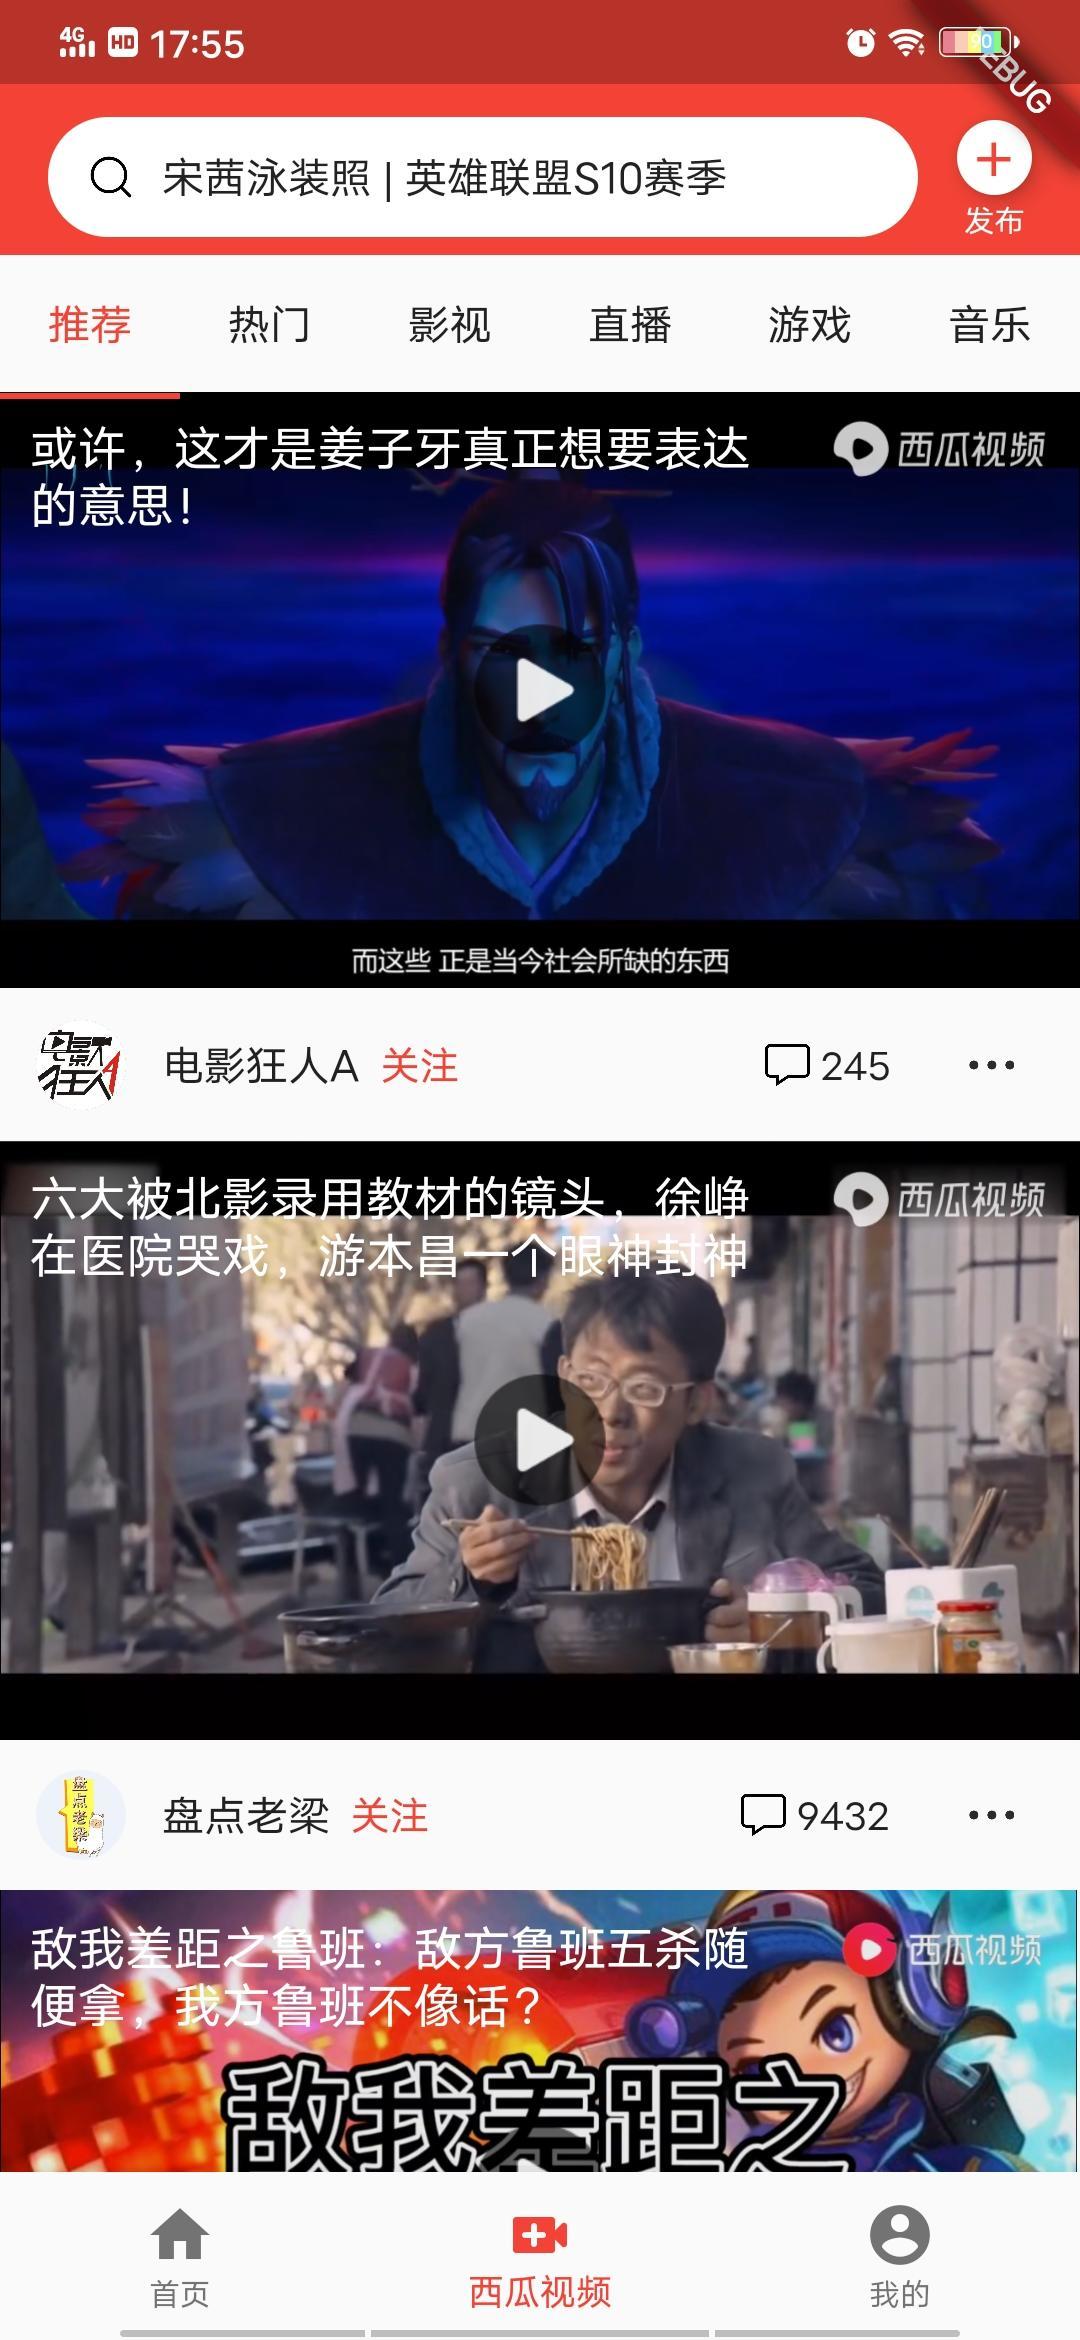 4G HD 17:55 90
DEBUG
宋茜泳装照 | 英雄联盟S10赛季
发布
推荐 热门 影视 直播 游戏 音乐
或许，这才是姜子牙真正想要表达
的意思！
西瓜视频
而这些 正是当今社会所缺的东西
电影狂人A
电影狂人A 关注 245
六大被北影录用教材的镜头，徐峥
在医院哭戏，游本昌一个眼神封神
西瓜视频
盘点老梁
盘点老梁 关注 9432
敌我差距之鲁班：敌方鲁班五杀随
便拿，我方鲁班不像话？
西瓜视频
敌我差距之
首页 西瓜视频 我的